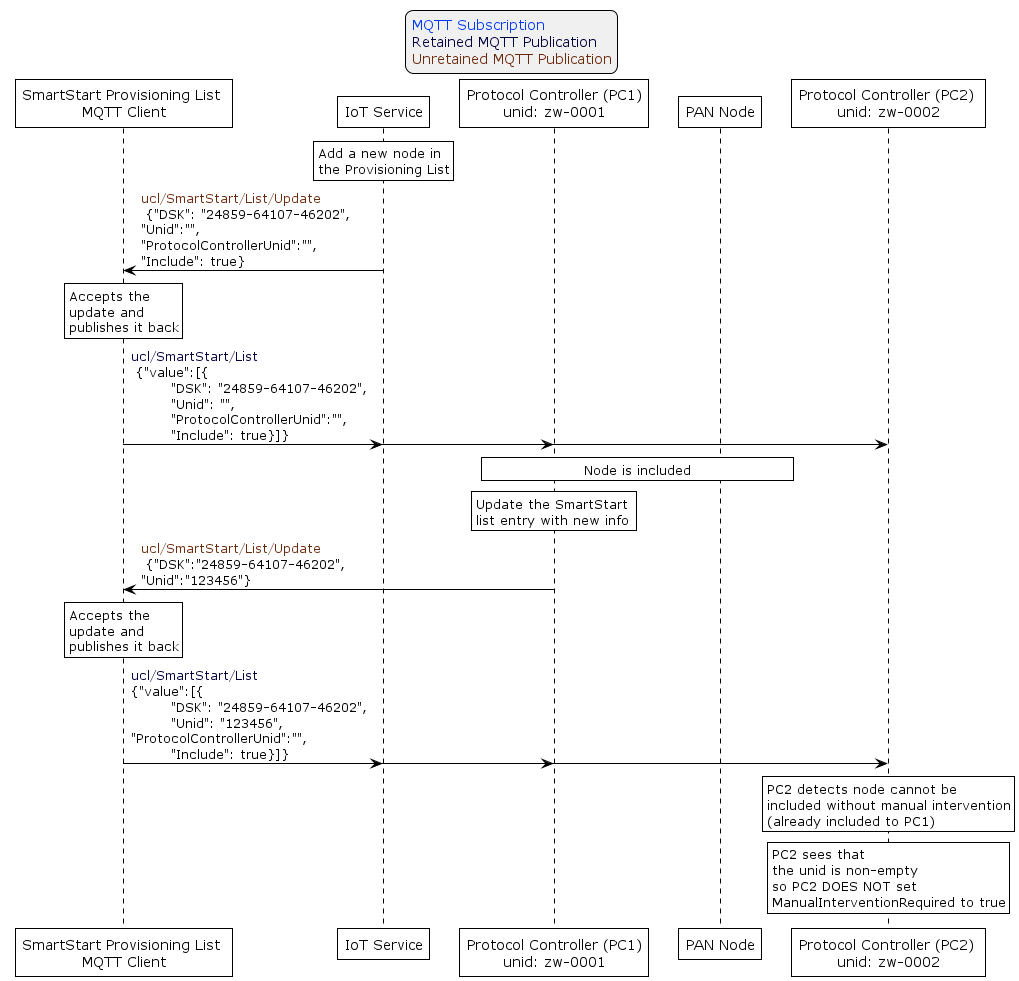 MQTT Subscription
Retained MQTT Publication
Unretained MQTT Publication
SmartStart Provisioning List
MQTT Client
IoT Service
Protocol Controller (PC1)
unid: zw-0001
PAN Node
Protocol Controller (PC2)
unid: zw-0002
Add a new node in
the Provisioning List
ucl/SmartStart/List/Update
{"DSK": "24859-64107-46202",
"Unid":"",
"ProtocolControllerUnid":"",
"Include": true}
Accepts the
update and
publishes it back
ucl/SmartStart/List
{"value":[{
"DSK": "24859-64107-46202",
"Unid": "",
"ProtocolControllerUnid":"",
"Include": true}]}
Node is included
Update the SmartStart
list entry with new info
ucl/SmartStart/List/Update
{"DSK":"24859-64107-46202",
"Unid":"123456"}
Accepts the
update and
publishes it back
ucl/SmartStart/List
{"value":[{
"DSK": "24859-64107-46202",
"Unid": "123456",
"ProtocolControllerUnid":"",
"Include": true}]}
PC2 detects node cannot be
included without manual intervention
(already included to PC1)
PC2 sees that
the unid is non-empty
so PC2 DOES NOT set
ManualInterventionRequired to true
SmartStart Provisioning List
MQTT Client
IoT Service
Protocol Controller (PC1)
unid: zw-0001
PAN Node
Protocol Controller (PC2)
unid: zw-0002